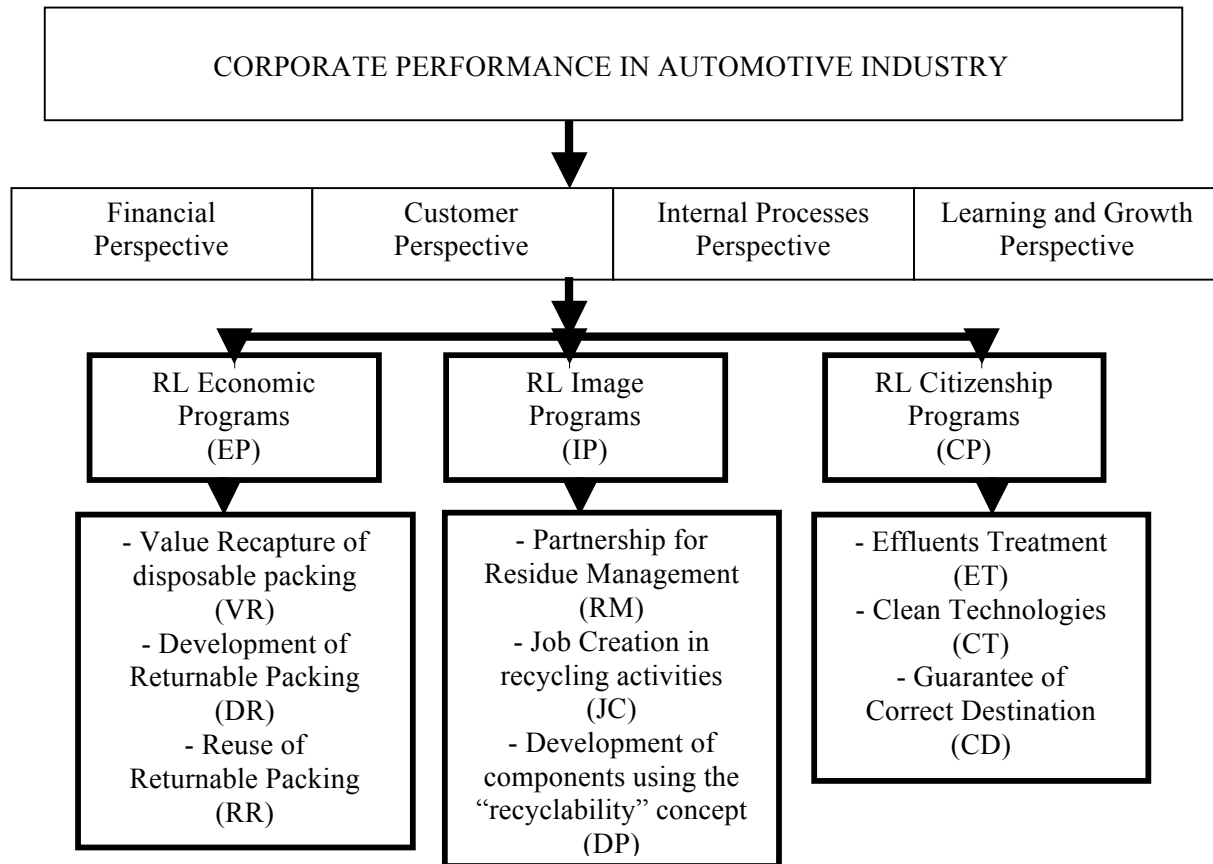 CORPORATE PERFORMANCE IN AUTOMOTIVE INDUSTRY
Financial
Perspective
Customer
Perspective
Internal Processes
Perspective
Learning and Growth
Perspective
RL Economic
Programs
(EP)
RL Image
Programs
(IP)
RL Citizenship
Programs
(CP)
- Value Recapture of
disposable packing
(VR)
- Development of
Returnable Packing
(DR)
- Reuse of
Returnable Packing
(RR)
- Partnership for
Residue Management
(RM)
- Job Creation in
recycling activities
(JC)
- Development of
components using the
“recyclability” concept
(DP)
- Effluents Treatment
(ET)
- Clean Technologies
(CT)
- Guarantee of
Correct Destination
(CD)